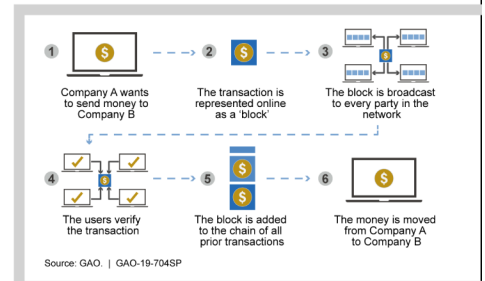 1
$
Company A wants
to send money to
Company B
2
$
The transaction is
represented online
as a 'block'
3
$
The block is broadcast
to every party in the
network
4
$
The users verify
the transaction
5
$
$
The block is added
to the chain of all
prior transactions
6
$
The money is moved
from Company A
to Company B
Source: GAO. | GAO-19-704SP